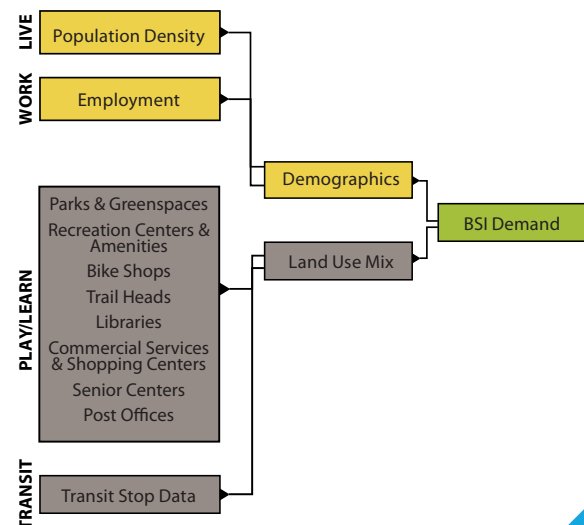 LIVE
Population Density
WORK
Employment
Demographics
BSI Demand
Land Use Mix
PLAY/LEARN
Parks & Greenspaces
Recreation Centers &
Amenities
Bike Shops
Trail Heads
Libraries
Commercial Services
& Shopping Centers
Senior Centers
Post Offices
TRANSIT
Transit Stop Data